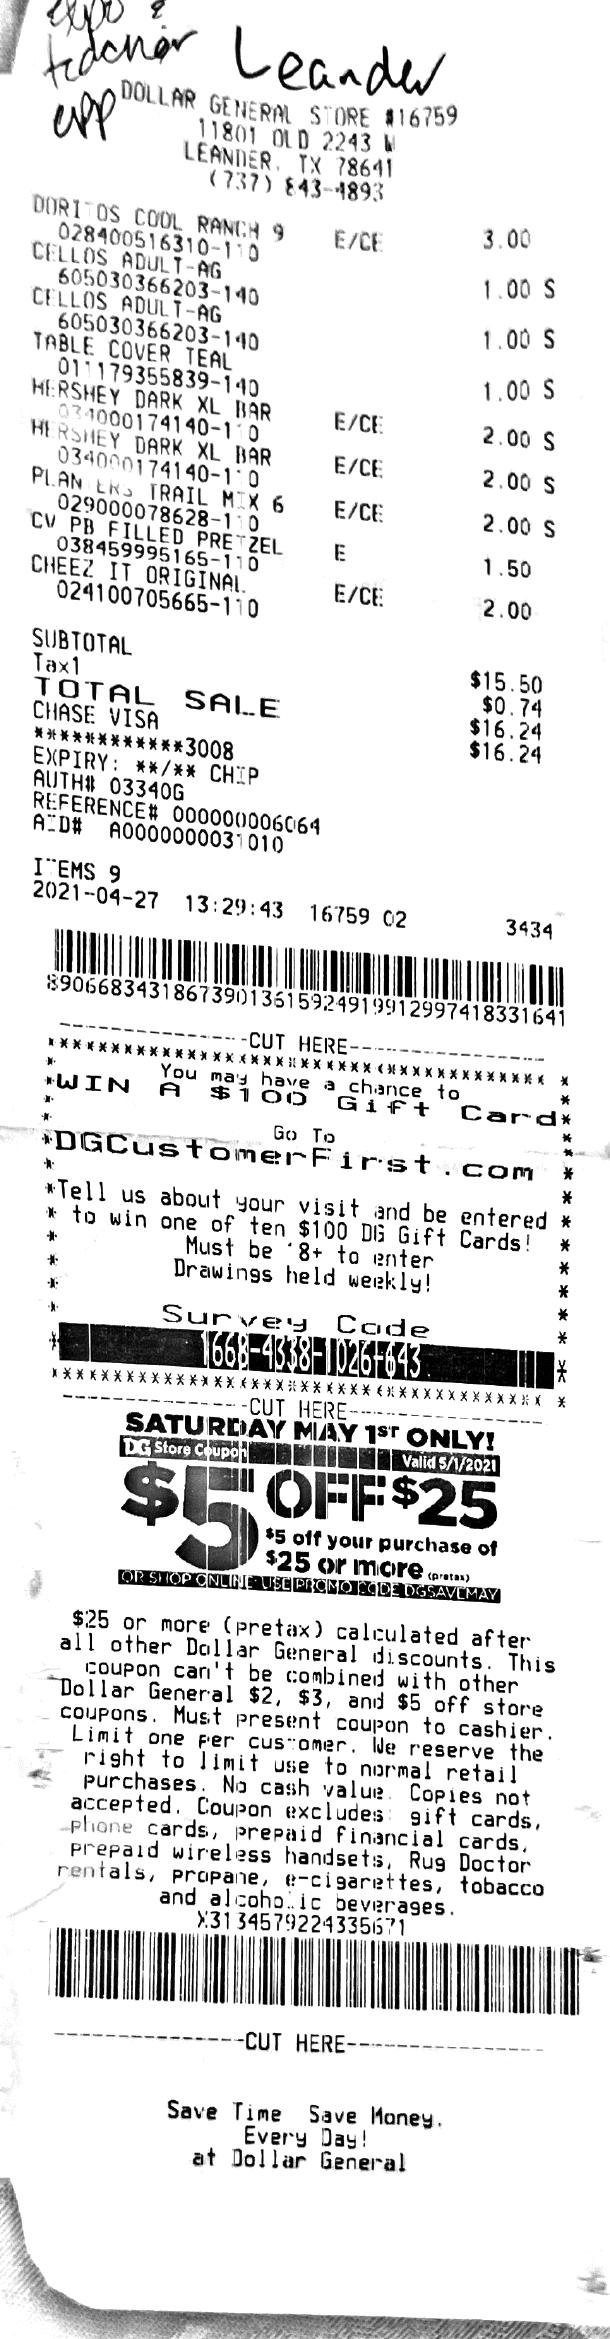 expo &
teacher Leander
app
DOLLAR GENERAL STORE #16759
11801 OLD 2243 W
LEANDER, TX 78641
(737) 843-4893
DORITOS COOL RANCH 9 E/CE 3.00
028400516310-110
CELLOS ADULT-AG 1.00 S
605030366203-140
CELLOS ADULT-AG 1.00 S
605030366203-140
TABLE COVER TEAL 1.00 S
011179355839-140
HERSHEY DARK XL BAR E/CE 2.00 S
034000174140-110
HERSHEY DARK XL BAR E/CE 2.00 S
034000174140-110
PLANTERS TRAIL MIX 6 E/CE 2.00 S
029000078628-110
CV PB FILLED PRETZEL E 1.50
038459995165-110
CHEEZ IT ORIGINAL E/CE 2.00
024100705665-110
SUBTOTAL $15.50
Tax1 $0.74
TOTAL SALE $16.24
CHASE VISA $16.24
************3008
EXPIRY: **/** CHIP
AUTH# 03340G
REFERENCE# 000000006064
AID# A0000000031010
ITEMS 9
2021-04-27 13:29:43 16759 02 3434
890668343186739013615924919912997418331641
CUT HERE
You may have a chance to
WIN A $100 Gift Card
Go To
DGCustomerFirst.com
Tell us about your visit and be entered
to win one of ten $100 DG Gift Cards!
Must be 18+ to enter
Drawings held weekly!
Survey Code
1668-4338-1026-643
CUT HERE
SATURDAY MAY 1ST ONLY!
DG Store Coupon Valid 5/1/2021
$5 OFF $25
$5 off your purchase of
$25 or more (pretax)
OR SHOP ONLINE-USE PROMO CODE DGSAVEMAY
$25 or more (pretax) calculated after
all other Dollar General discounts. This
coupon can't be combined with other
Dollar General $2, $3, and $5 off store
coupons. Must present coupon to cashier.
Limit one per customer. We reserve the
right to limit use to normal retail
purchases. No cash value. Copies not
accepted. Coupon excludes: gift cards,
phone cards, prepaid financial cards,
prepaid wireless handsets, Rug Doctor
rentals, propane, e-cigarettes, tobacco
and alcoholic beverages.
X3134579224335671
CUT HERE
Save Time Save Money.
Every Day!
at Dollar General